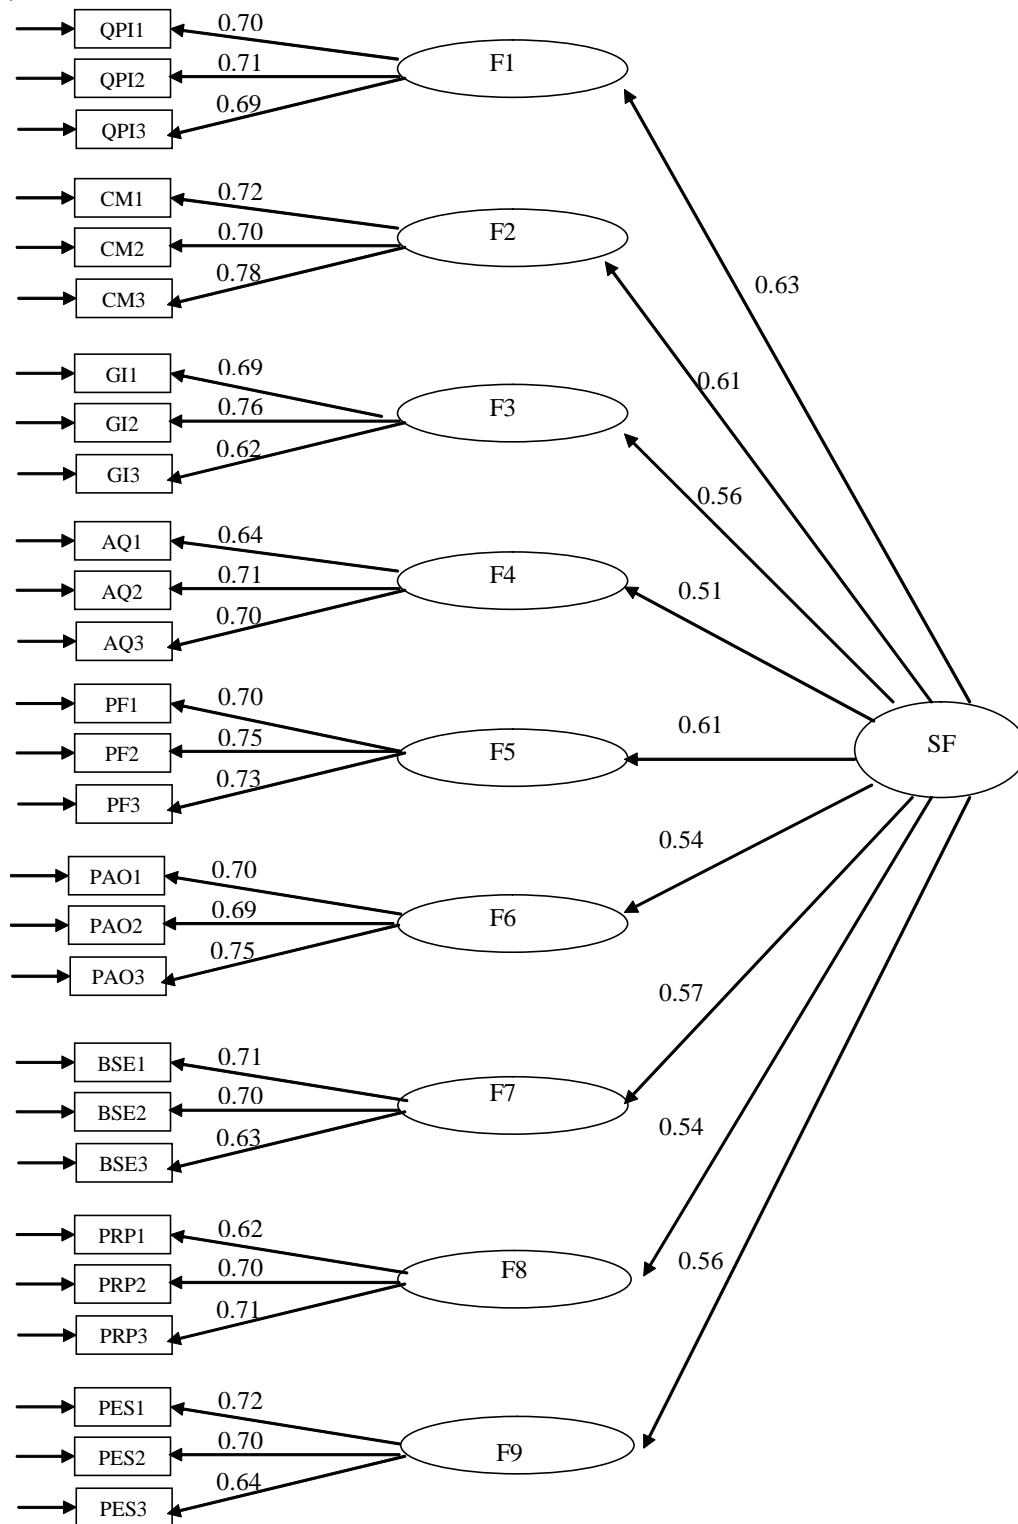 QPI1
0.70
F1
QPI2
0.71
QPI3
0.69
CM1
0.72
F2
CM2
0.70
CM3
0.78
0.63
GI1
0.69
F3
GI2
0.76
GI3
0.62
0.61
0.56
AQ1
0.64
F4
AQ2
0.71
AQ3
0.70
0.51
PF1
0.70
F5
PF2
0.75
PF3
0.73
0.61
SF
PAO1
0.70
F6
PAO2
0.69
PAO3
0.75
0.54
BSE1
0.71
F7
BSE2
0.70
BSE3
0.63
0.57
0.54
PRP1
0.62
F8
PRP2
0.70
PRP3
0.71
0.56
PES1
0.72
F9
PES2
0.70
PES3
0.64